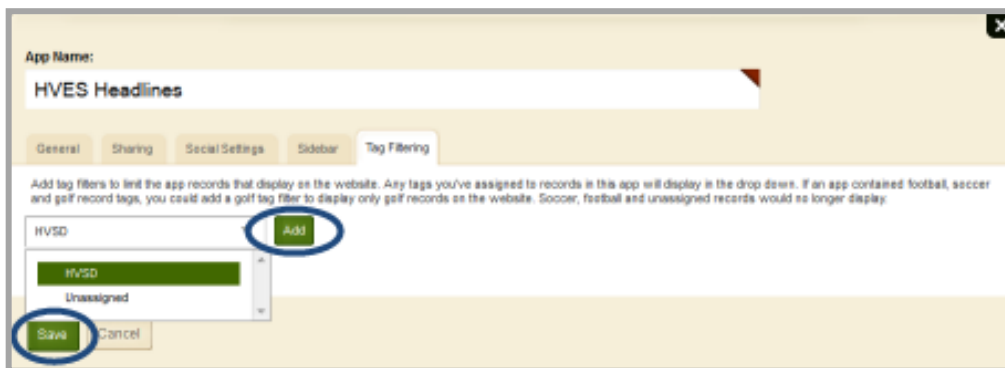 App Name:
HVES Headlines
General Sharing Social Settings Sidebar Tag Filtering
Add tag filters to limit the app records that display on the website. Any tags you've assigned to records in this app will display in the drop down. If an app contained football, soccer
and golf record tags, you could add a golf tag filter to display only golf records on the website. Soccer, football and unassigned records would no longer display.
HVSD Add
HVSD
Unassigned
Save Cancel